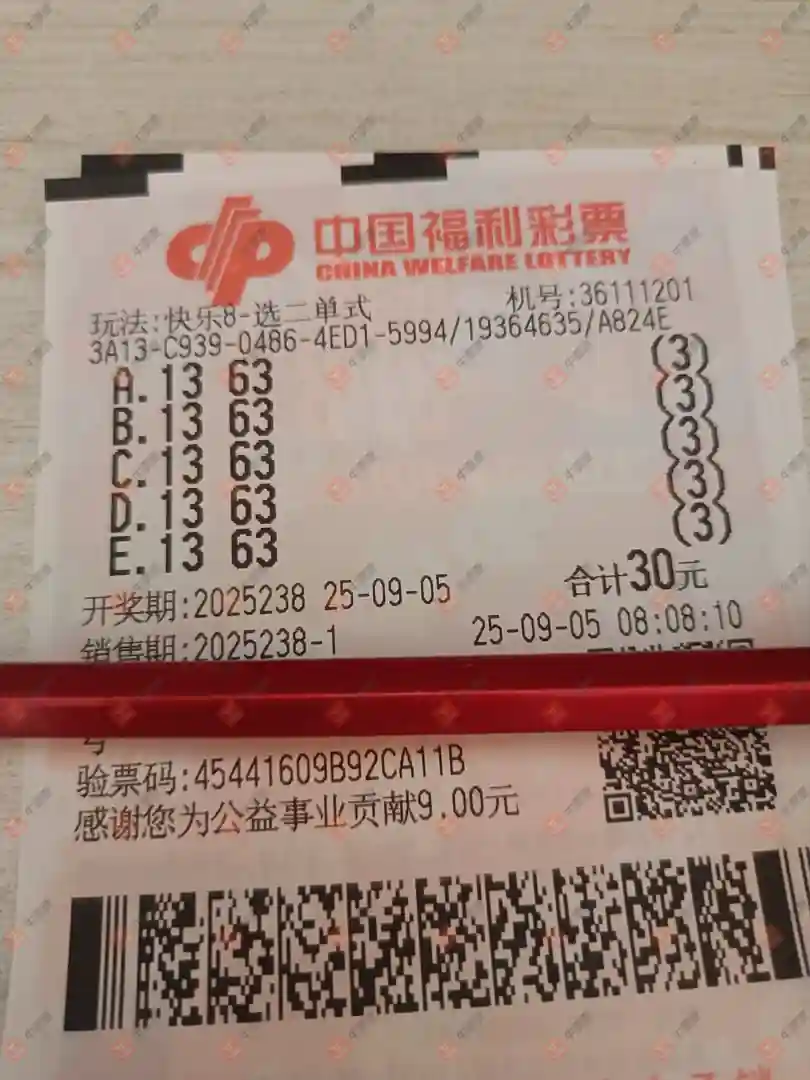 中国福利彩票
CHINA WELFARE LOTTERY
玩法:快乐8-选二单式 机号:36111201
3A13-C939-0486-4ED1-5994/19364635/A824E
A.13 63 (3)
B.13 63 (3)
C.13 63 (3)
D.13 63 (3)
E.13 63 (3)
合计30元
开奖期:2025238 25-09-05
销售期:2025238-1 25-09-05 08:08:10
验票码:45441609B92CA11B
感谢您为公益事业贡献9.00元